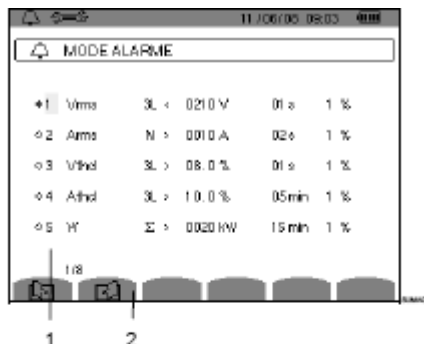 11/06/06 09:03
MODE ALARME
1 Vrms 3L < 0210 V 01 s 1 %
2 Arms N > 0010 A 02 s 1 %
3 Vthd 3L > 08.0 % 01 s 1 %
4 Athd 3L > 10.0 % 05 min 1 %
5 W Σ > 0020 kW 15 min 1 %
1/8
1 2